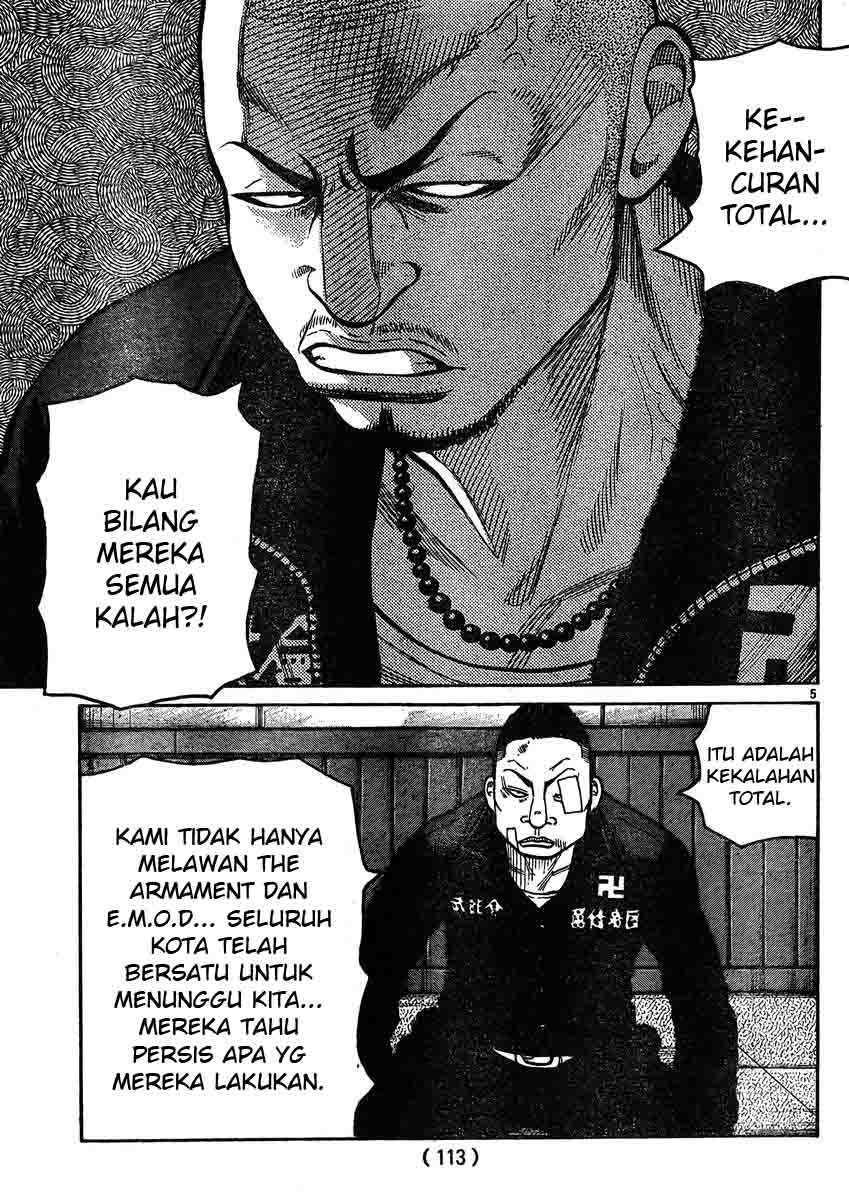 KE--
KEHAN-
CURAN
TOTAL...
KAU
BILANG
MEREKA
SEMUA
KALAH?!
5
ITU ADALAH
KEKALAHAN
TOTAL.
KAMI TIDAK HANYA
MELAWAN THE
ARMAMENT DAN
E.M.O.D... SELURUH
KOTA TELAH
BERSATU UNTUK
MENUNGGU KITA...
MEREKA TAHU
PERSIS APA YG
MEREKA LAKUKAN.
卍
( 113 )